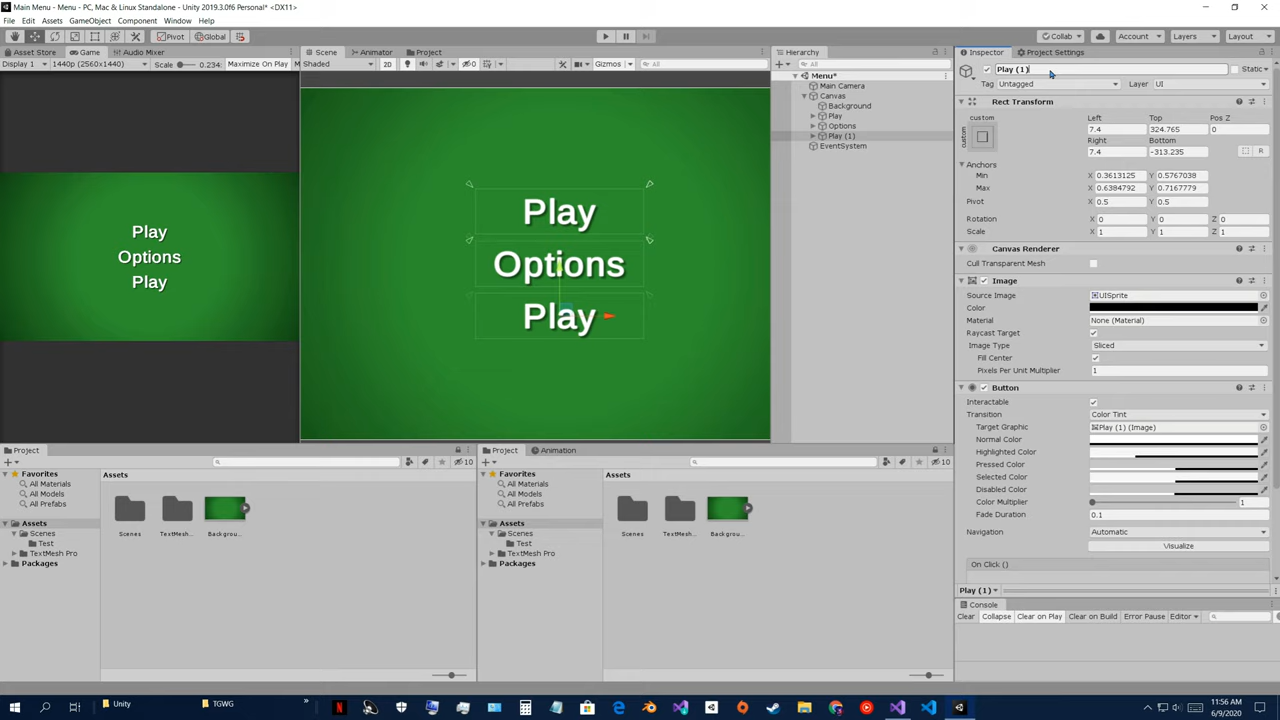 Main Menu - Menu - PC, Mac & Linux Standalone - Unity 2019.3.0f6 Personal* <DX11>
File Edit Assets GameObject Component Window Help
Pivot Global Collab Account Layers Layout
Asset Store Game Audio Mixer
Display 1 1440p (2560x1440) Scale 0.234: Maximize On Play
Play
Options
Play
Scene Animator Project
Shaded 2D 0 Gizmos All
Play
Options
Play
Hierarchy
All
Menu*
Main Camera
Canvas
Background
Play
Options
Play (1)
EventSystem
Inspector Project Settings
Play (1) Static
Tag Untagged Layer UI
Rect Transform
custom Left Top Pos Z
custom 7.4 324.765 0
Right Bottom
7.4 -313.235 R
Anchors
Min X 0.3613125 Y 0.5767038
Max X 0.6384792 Y 0.7167779
Pivot X 0.5 Y 0.5
Rotation X 0 Y 0 Z 0
Scale X 1 Y 1 Z 1
Canvas Renderer
Cull Transparent Mesh
Image
Source Image UISprite
Color
Material None (Material)
Raycast Target
Image Type Sliced
Fill Center
Pixels Per Unit Multiplier 1
Button
Interactable
Transition Color Tint
Target Graphic Play (1) (Image)
Normal Color
Highlighted Color
Pressed Color
Selected Color
Disabled Color
Color Multiplier 1
Fade Duration 0.1
Navigation Automatic
Visualize
On Click ()
Play (1)
Console
Clear Collapse Clear on Play Clear on Build Error Pause Editor
Project
10
Favorites
All Materials
All Models
All Prefabs
Assets
Scenes
Test
TextMesh Pro
Packages
Assets
Scenes TextMesh... Backgrou...
Project Animation
10
Favorites
All Materials
All Models
All Prefabs
Assets
Scenes
Test
TextMesh Pro
Packages
Assets
Scenes TextMesh... Backgrou...
Unity TGWG
11:56 AM
6/9/2020